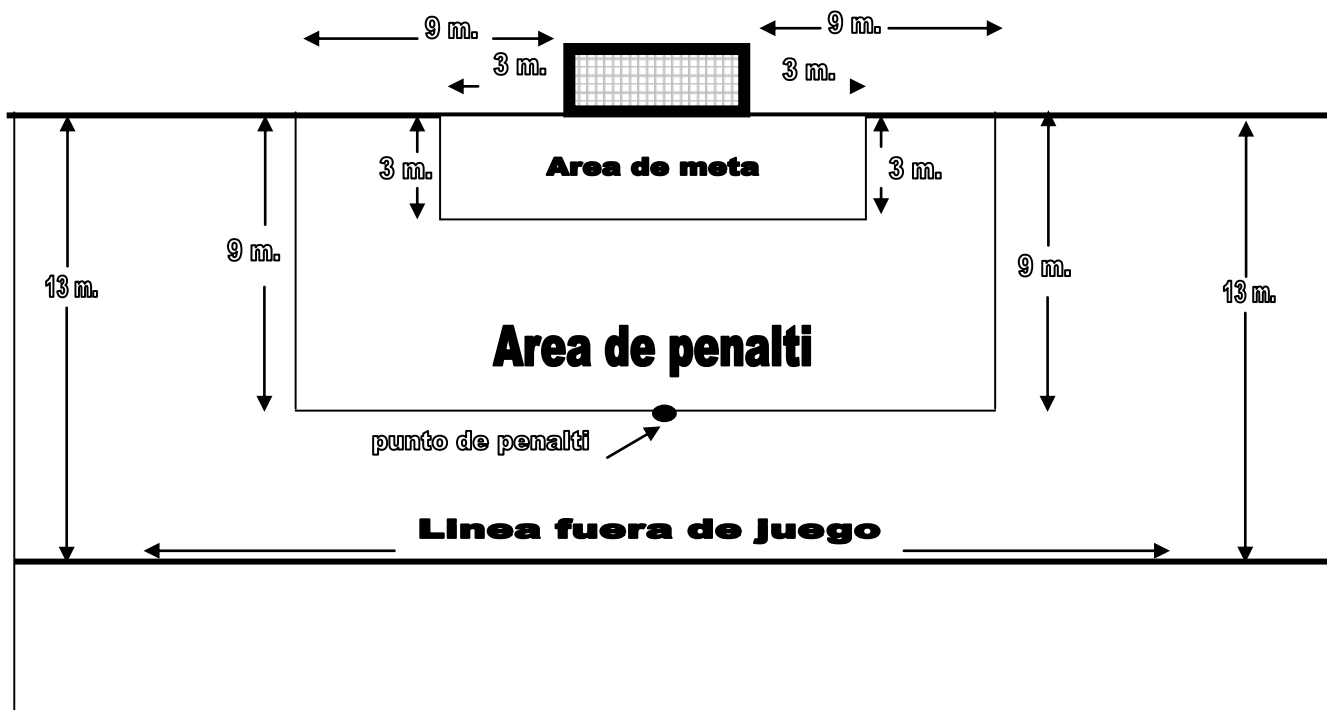 9 m.
9 m.
3 m.
3 m.
3 m.
Area de meta
3 m.
9 m.
9 m.
13 m.
13 m.
Area de penalti
punto de penalti
Linea fuera de juego